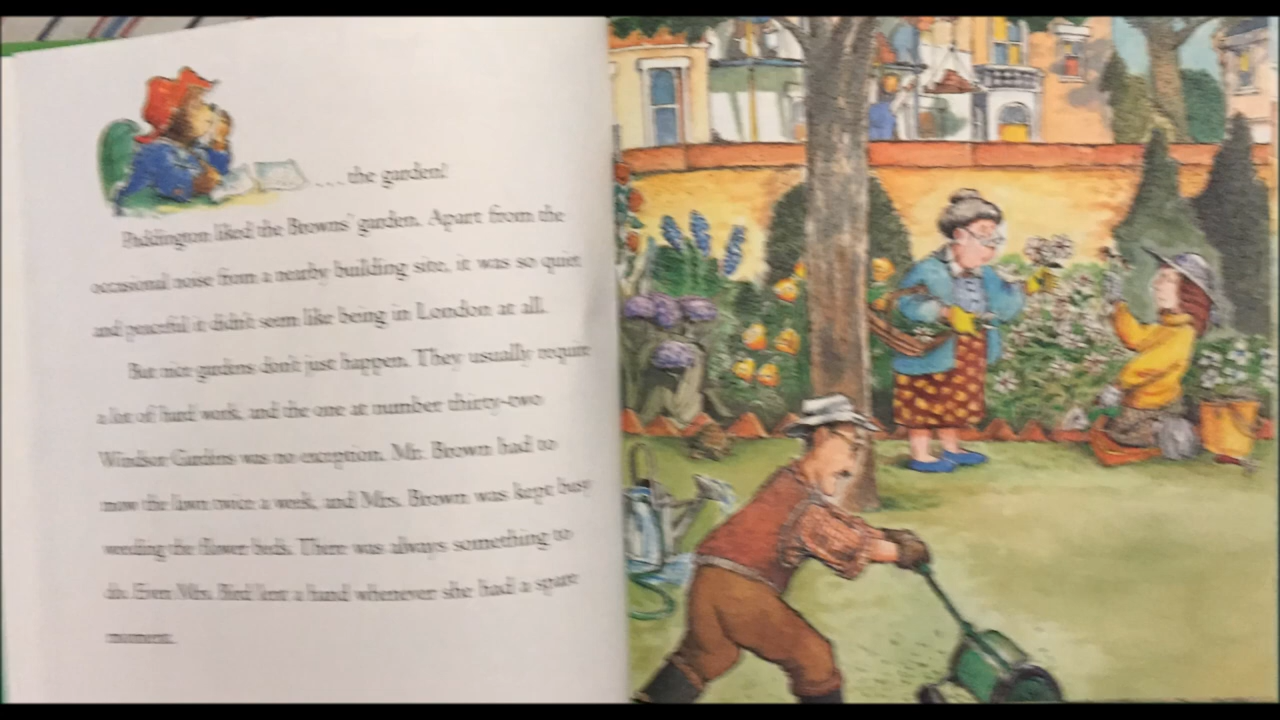 . . . the garden!
Paddington liked the Browns' garden. Apart from the
occasional noise from a nearby building site, it was so quiet
and peaceful it didn't seem like being in London at all.
But nice gardens don't just happen. They usually require
a lot of hard work, and the one at number thirty-two
Windsor Gardens was no exception. Mr. Brown had to
mow the lawn twice a week, and Mrs. Brown was kept busy
weeding the flower beds. There was always something to
do. Even Mrs. Bird lent a hand whenever she had a spare
moment.